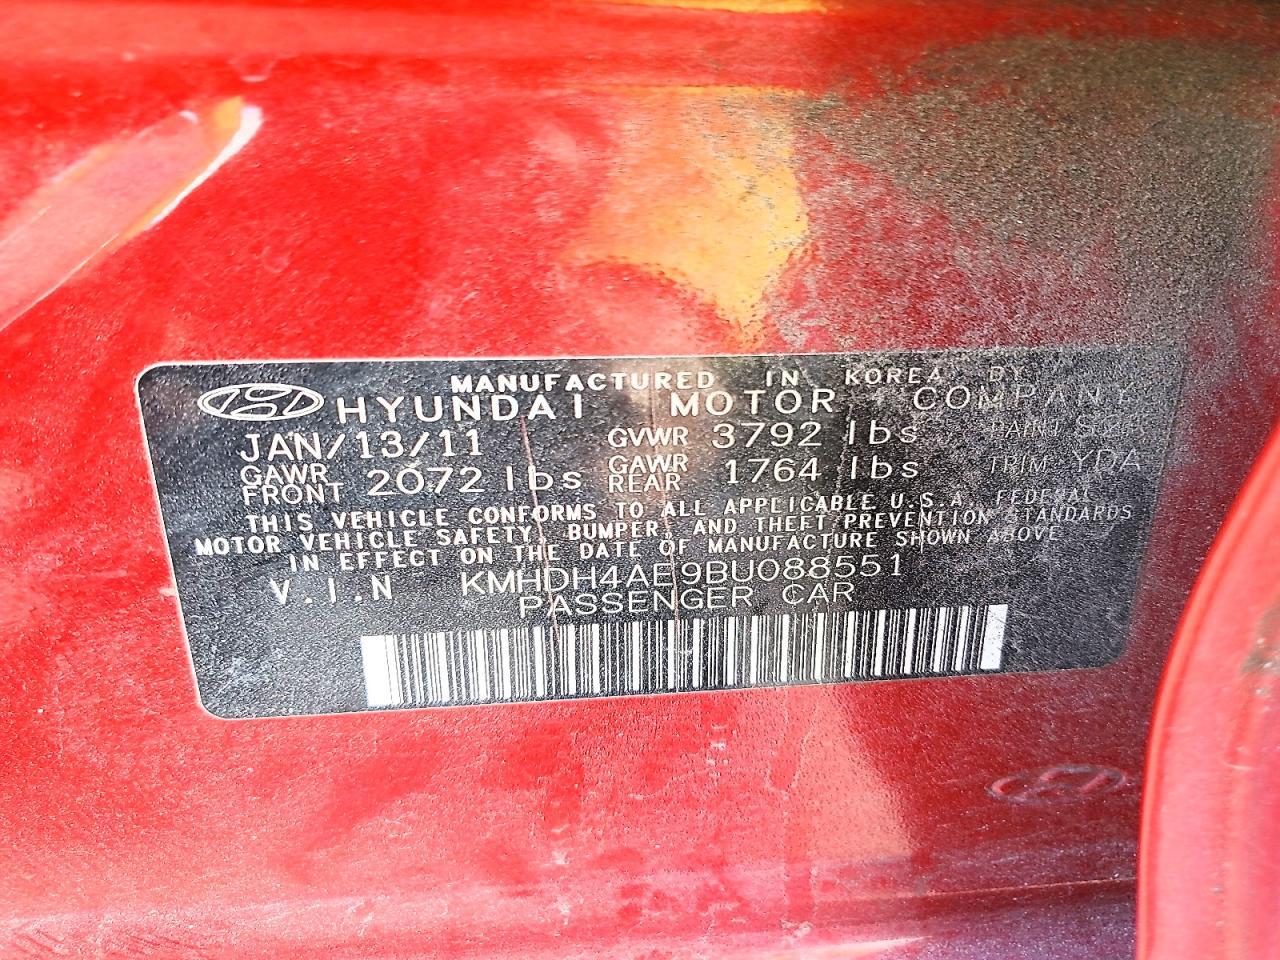 MANUFACTURED IN KOREA BY
HYUNDAI MOTOR COMPANY
JAN/13/11 GVWR 3792 lbs PAINT
GAWR FRONT 2072 lbs GAWR REAR 1764 lbs TRIM YDA
THIS VEHICLE CONFORMS TO ALL APPLICABLE U.S.A. FEDERAL
MOTOR VEHICLE SAFETY, BUMPER, AND THEFT PREVENTION STANDARDS
IN EFFECT ON THE DATE OF MANUFACTURE SHOWN ABOVE
V.I.N KMHDH4AE9BU088551
PASSENGER CAR